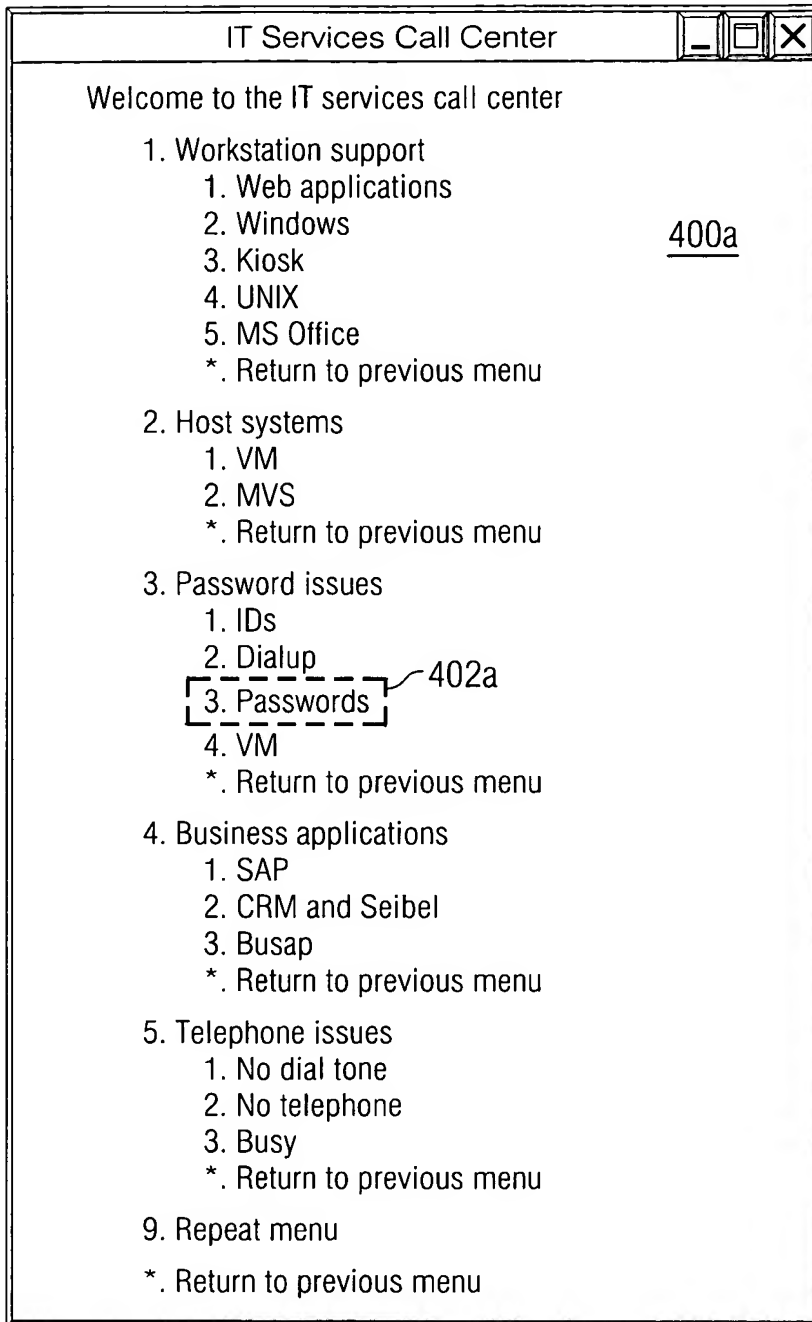 IT Services Call Center
Welcome to the IT services call center
1. Workstation support
1. Web applications
2. Windows
400a
3. Kiosk
4. UNIX
5. MS Office
*. Return to previous menu
2. Host systems
1. VM
2. MVS
*. Return to previous menu
3. Password issues
1. IDs
2. Dialup
402a
3. Passwords
4. VM
*. Return to previous menu
4. Business applications
1. SAP
2. CRM and Seibel
3. Busap
*. Return to previous menu
5. Telephone issues
1. No dial tone
2. No telephone
3. Busy
*. Return to previous menu
9. Repeat menu
*. Return to previous menu